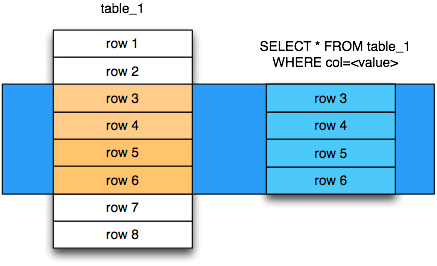 table_1
row 1
row 2
row 3
row 4
row 5
row 6
row 7
row 8
SELECT * FROM table_1
WHERE col=<value>
row 3
row 4
row 5
row 6